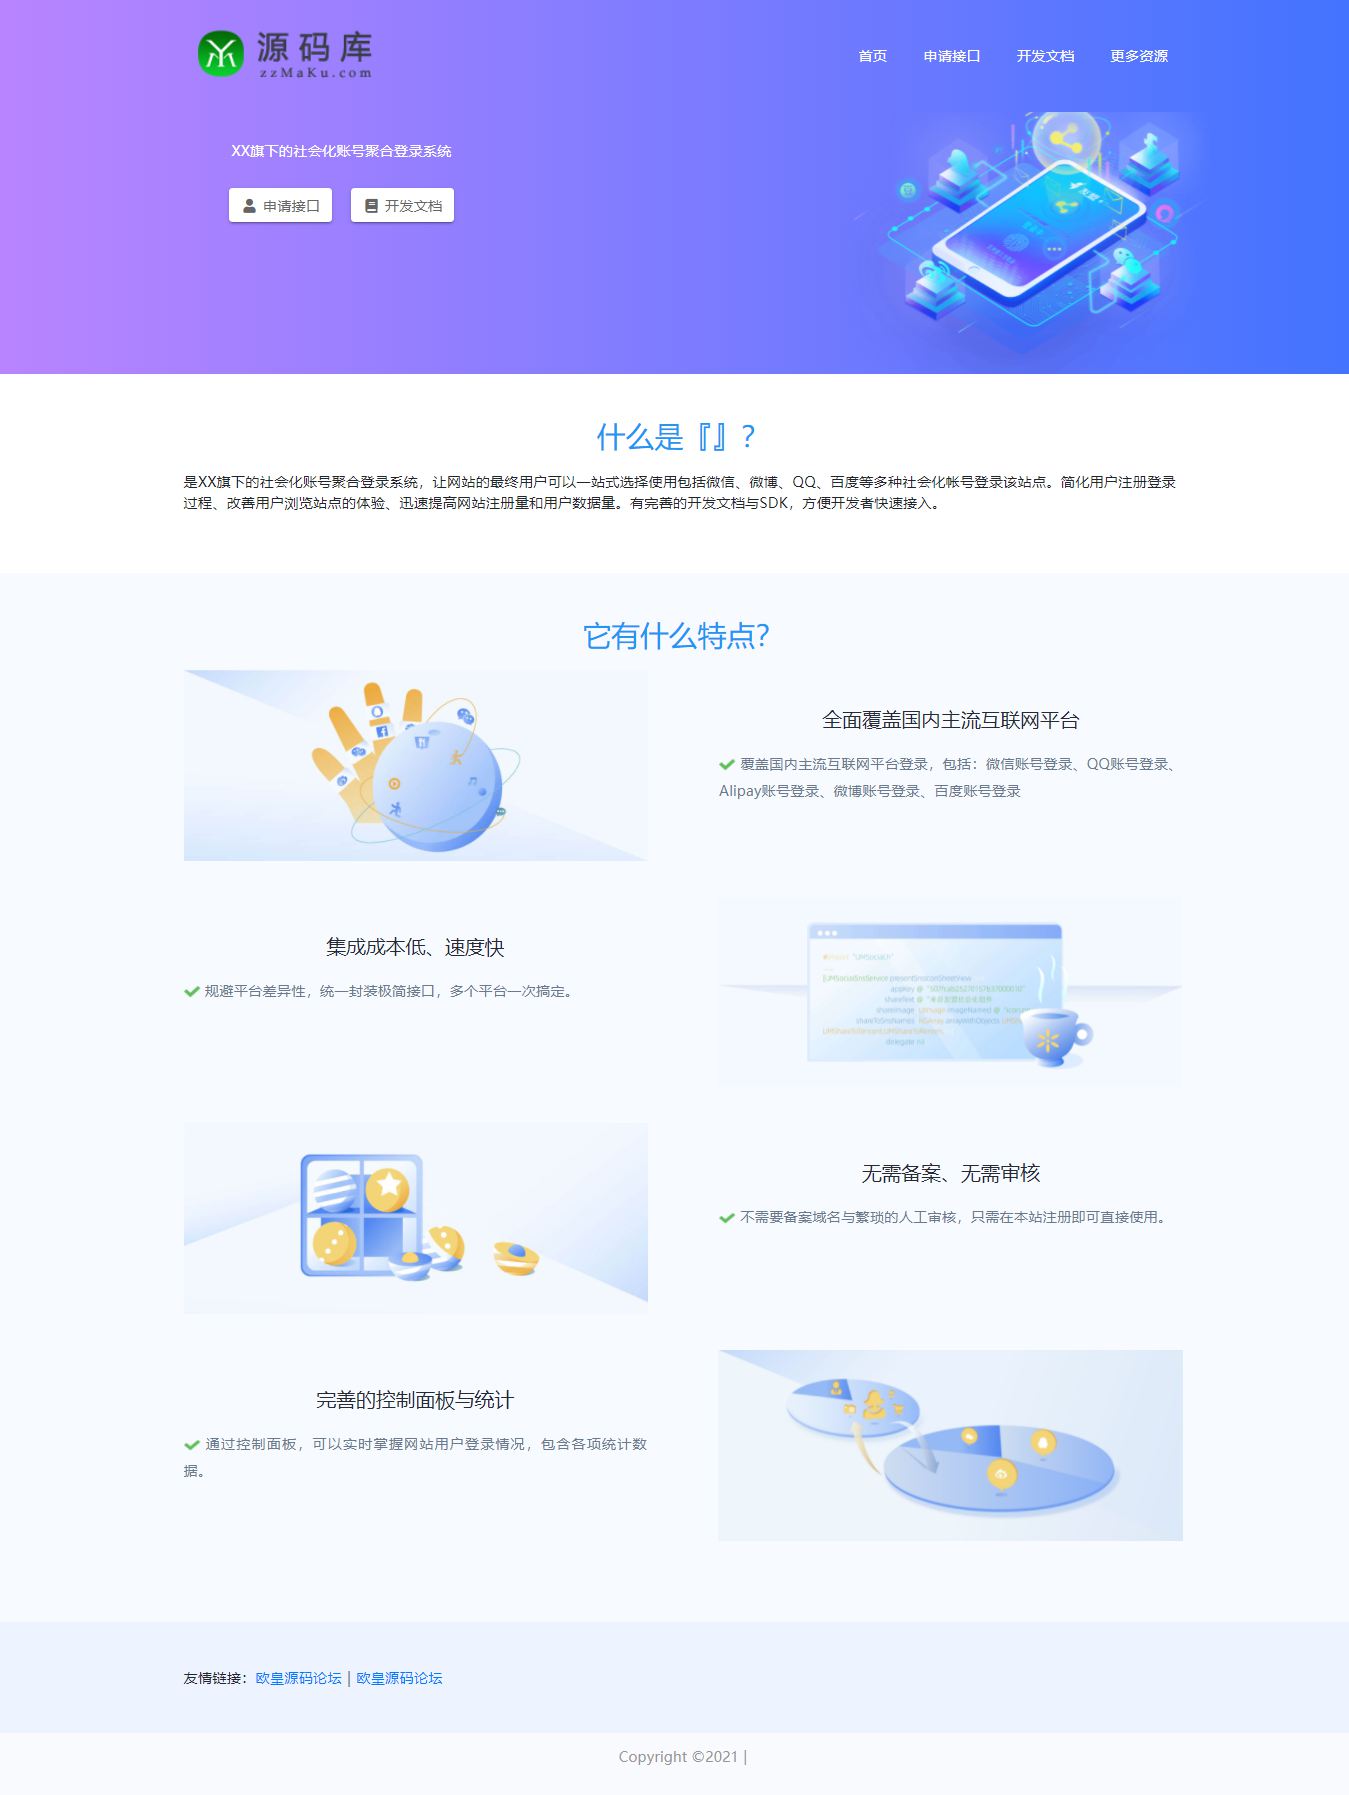 源码库
zzMaKu.com
首页 申请接口 开发文档 更多资源
XX旗下的社会化账号聚合登录系统
申请接口 开发文档
什么是『』？
是XX旗下的社会化账号聚合登录系统，让网站的最终用户可以一站式选择使用包括微信、微博、QQ、百度等多种社会化帐号登录该站点。简化用户注册登录
过程、改善用户浏览站点的体验、迅速提高网站注册量和用户数据量。有完善的开发文档与SDK，方便开发者快速接入。
它有什么特点？
全面覆盖国内主流互联网平台
覆盖国内主流互联网平台登录，包括：微信账号登录、QQ账号登录、
Alipay账号登录、微博账号登录、百度账号登录
集成成本低、速度快
规避平台差异性，统一封装极简接口，多个平台一次搞定。
无需备案、无需审核
不需要备案域名与繁琐的人工审核，只需在本站注册即可直接使用。
完善的控制面板与统计
通过控制面板，可以实时掌握网站用户登录情况，包含各项统计数
据。
友情链接：欧皇源码论坛 | 欧皇源码论坛
Copyright ©2021 |